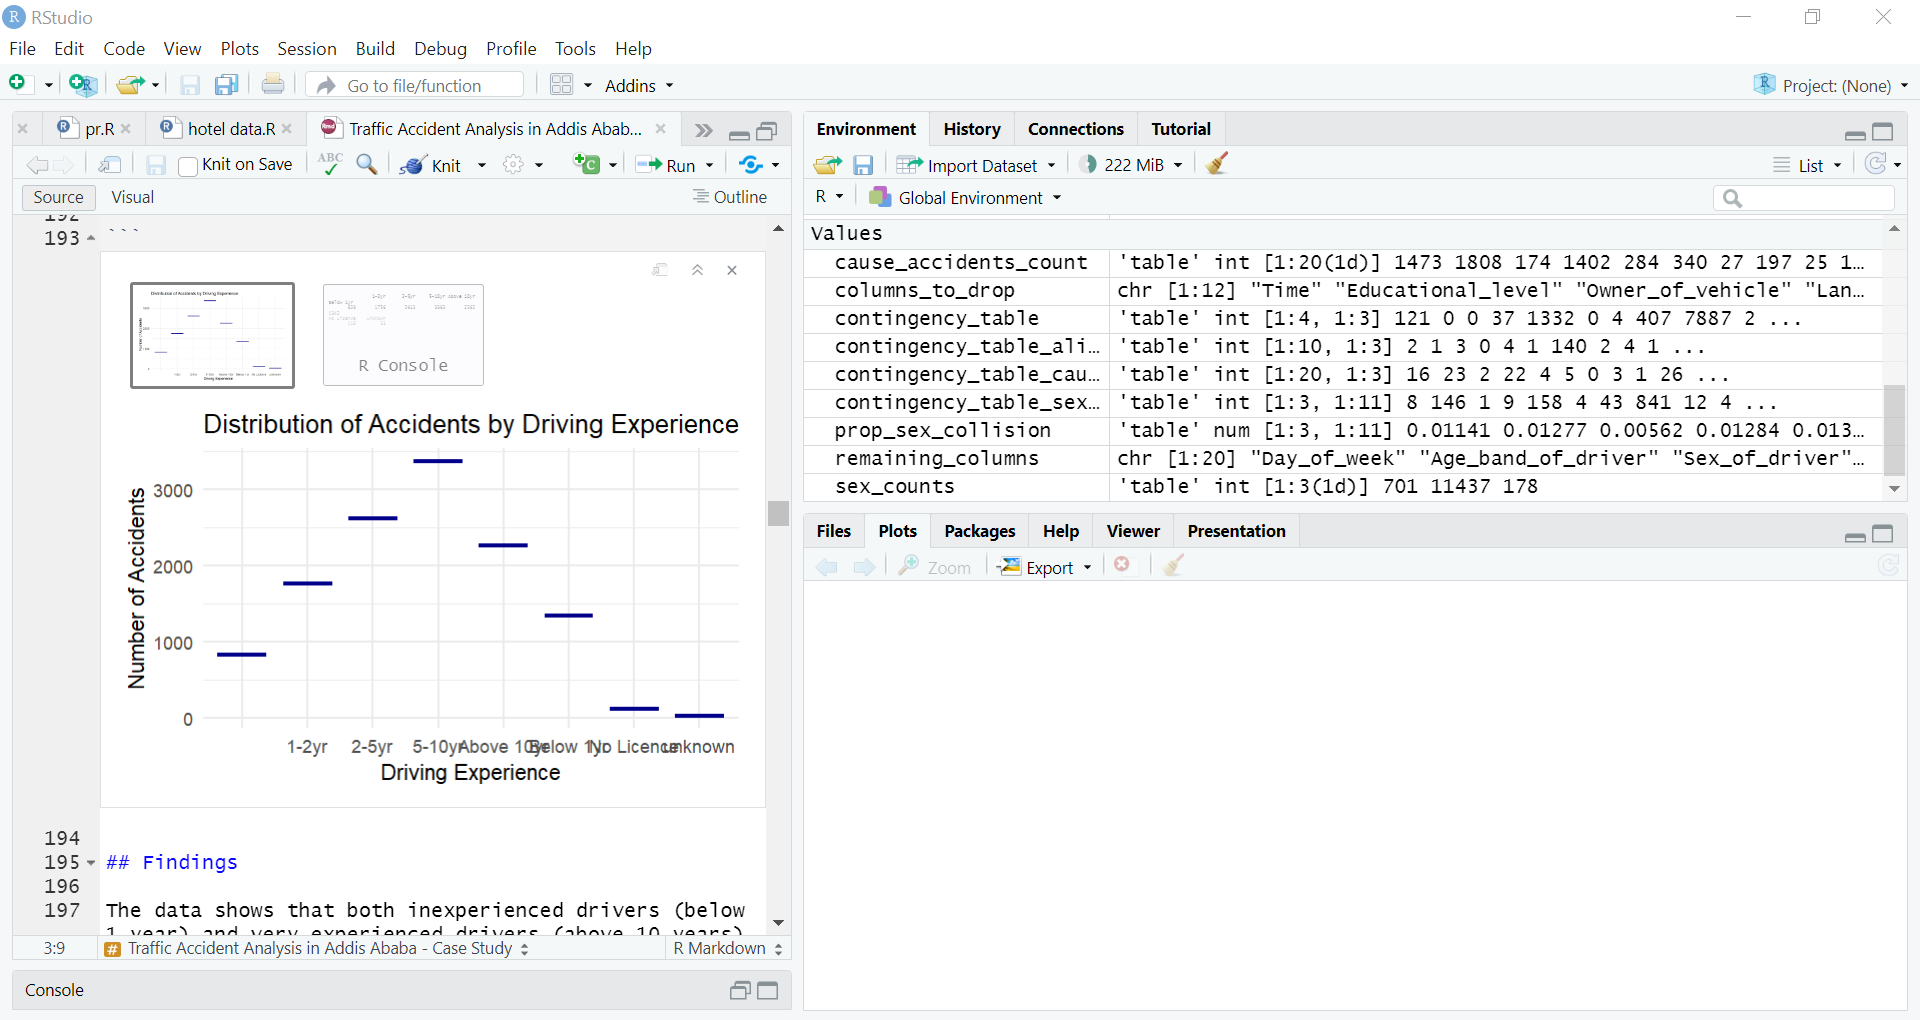 RStudio
File Edit Code View Plots Session Build Debug Profile Tools Help
Go to file/function Addins Project: (None)
pr.R hotel data.R Traffic Accident Analysis in Addis Abab...
Knit on Save ABC Knit Run
Source Visual Outline
192
193 ```
R Console
Distribution of Accidents by Driving Experience
Number of Accidents
3000
2000
1000
0
1-2yr 2-5yr 5-10yr Above 10yr Below 1yr No Licence unknown
Driving Experience
194
195 ## Findings
196
197 The data shows that both inexperienced drivers (below
1 year) and very experienced drivers (above 10 years)
3:9 # Traffic Accident Analysis in Addis Ababa - Case Study R Markdown
Console
Environment History Connections Tutorial
Import Dataset 222 MiB List
R Global Environment
Values
cause_accidents_count 'table' int [1:20(1d)] 1473 1808 174 1402 284 340 27 197 25 1…
columns_to_drop chr [1:12] "Time" "Educational_level" "Owner_of_vehicle" "Lan…
contingency_table 'table' int [1:4, 1:3] 121 0 0 37 1332 0 4 407 7887 2 ...
contingency_table_ali… 'table' int [1:10, 1:3] 2 1 3 0 4 1 140 2 4 1 ...
contingency_table_cau… 'table' int [1:20, 1:3] 16 23 2 22 4 5 0 3 1 26 ...
contingency_table_sex… 'table' int [1:3, 1:11] 8 146 1 9 158 4 43 841 12 4 ...
prop_sex_collision 'table' num [1:3, 1:11] 0.01141 0.01277 0.00562 0.01284 0.013…
remaining_columns chr [1:20] "Day_of_week" "Age_band_of_driver" "Sex_of_driver"…
sex_counts 'table' int [1:3(1d)] 701 11437 178
Files Plots Packages Help Viewer Presentation
Zoom Export